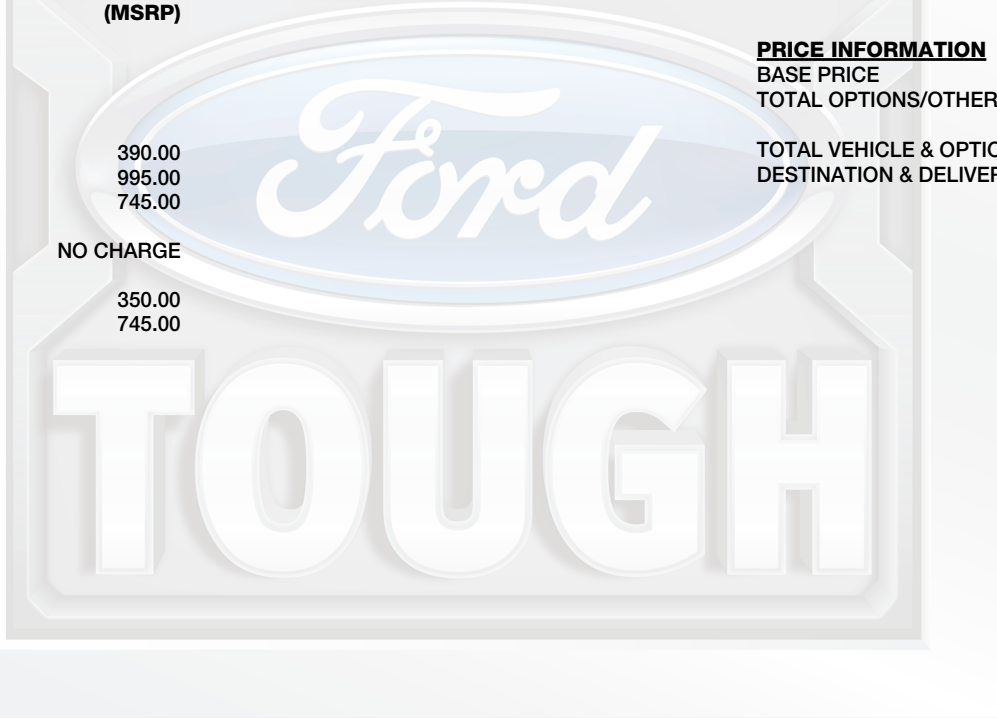 (MSRP)
390.00
995.00
745.00
NO CHARGE
350.00
745.00
PRICE INFORMATION
BASE PRICE
TOTAL OPTIONS/OTHER
TOTAL VEHICLE & OPTIO
DESTINATION & DELIVER
Ford
TOUGH